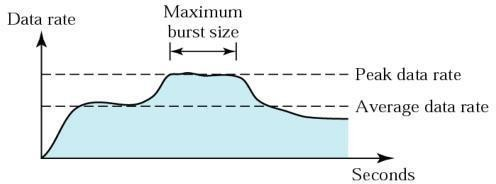 Maximum
burst size
Data rate
Peak data rate
Average data rate
Seconds